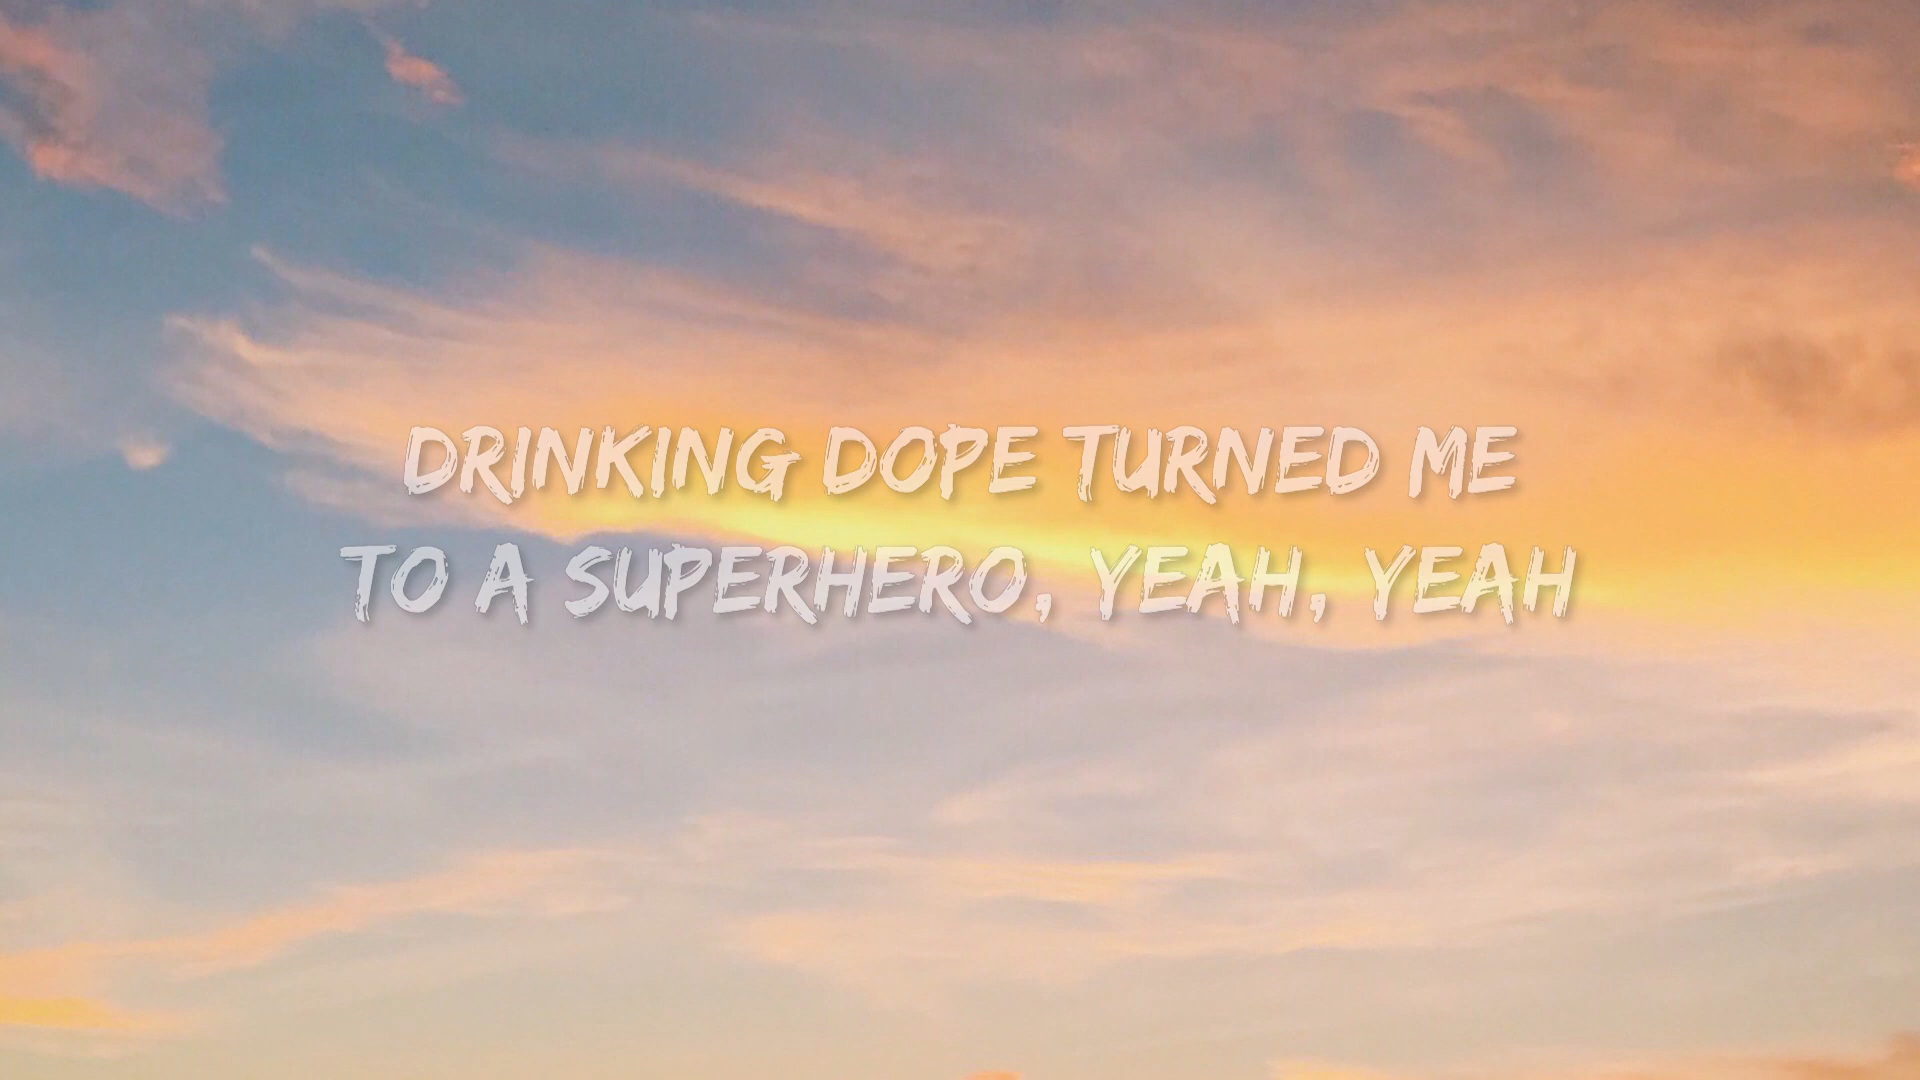 DRINKING DOPE TURNED ME
TO A SUPERHERO, YEAH, YEAH